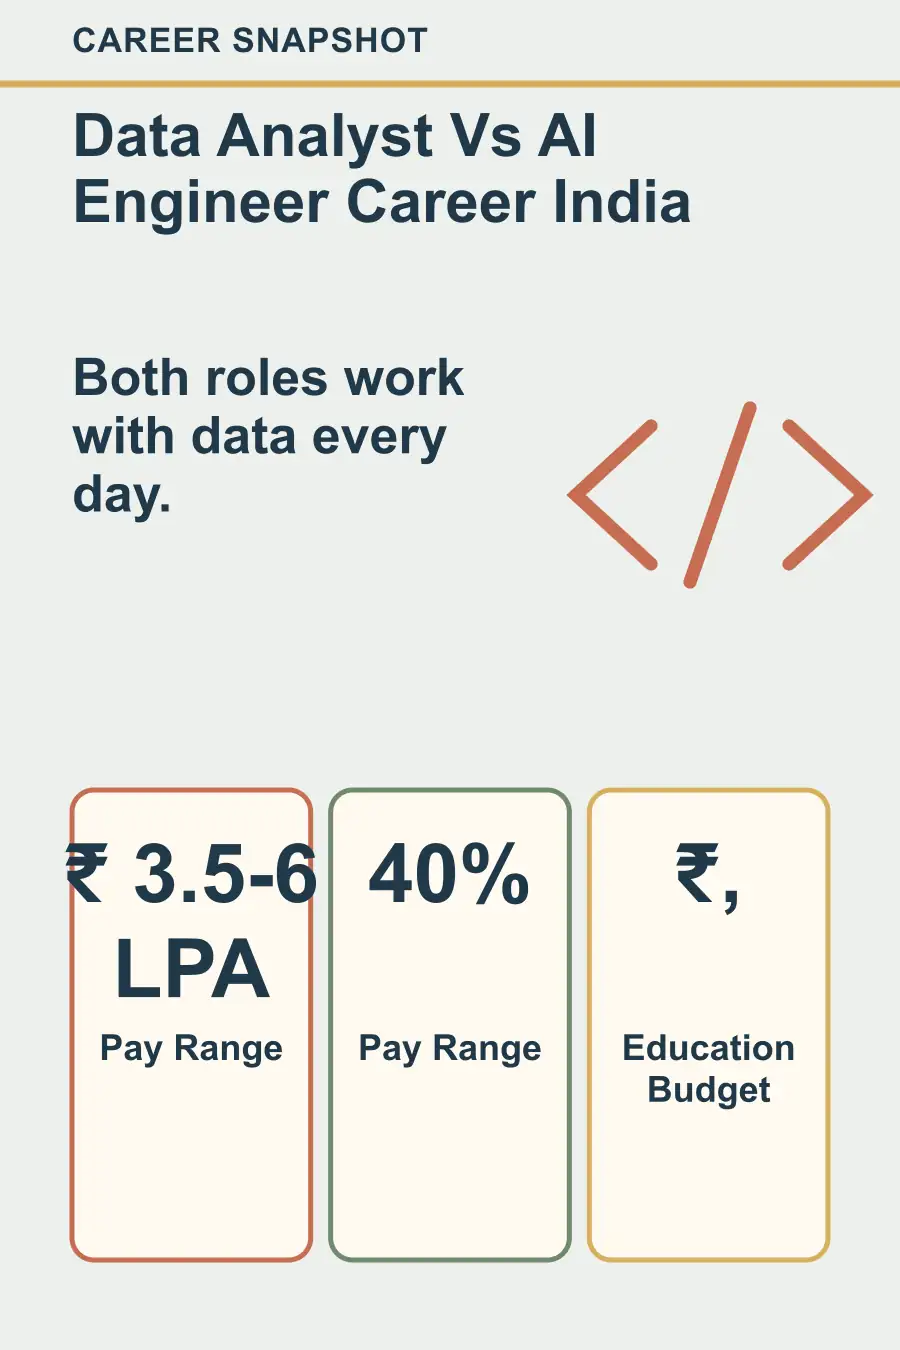 CAREER SNAPSHOT
Data Analyst Vs AI
Engineer Career India
Both roles work
with data every
day.
</>
₹ 3.5-6
LPA
Pay Range
40%
Pay Range
₹,
Education
Budget